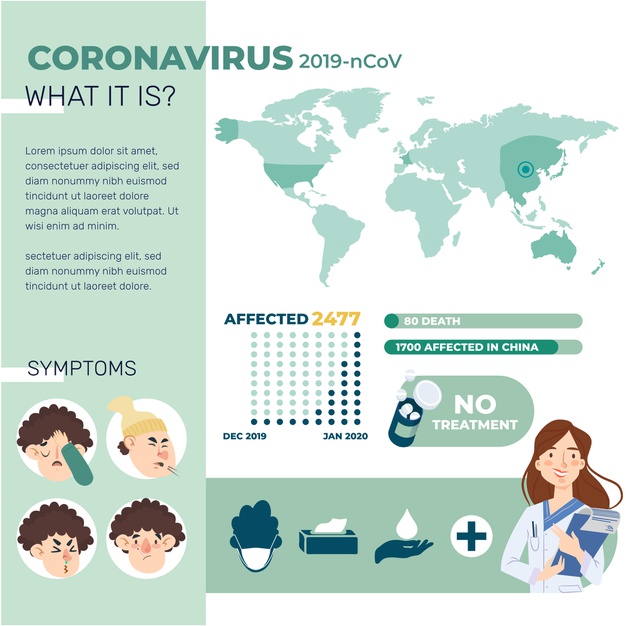 CORONAVIRUS 2019-nCoV
WHAT IT IS?
Lorem ipsum dolor sit amet,
consectetuer adipiscing elit, sed
diam nonummy nibh euismod
tincidunt ut laoreet dolore
magna aliquam erat volutpat. Ut
wisi enim ad minim.
sectetuer adipiscing elit, sed
diam nonummy nibh euismod
tincidunt ut laoreet dolore.
AFFECTED 2477
DEC 2019 JAN 2020
80 DEATH
1700 AFFECTED IN CHINA
NO
TREATMENT
SYMPTOMS